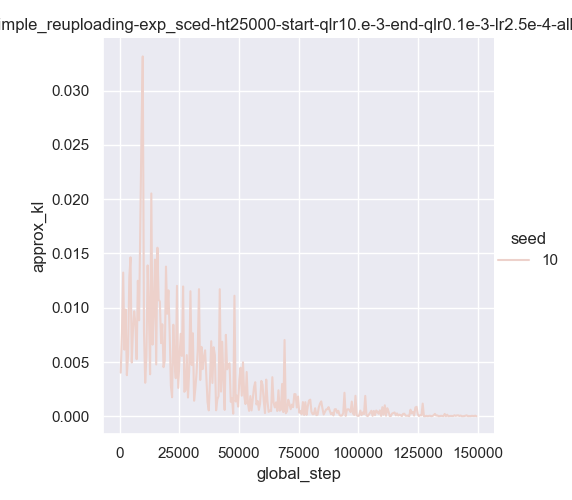 imple_reuploading-exp_sced-ht25000-start-qlr10.e-3-end-qlr0.1e-3-lr2.5e-4-all
0.030
0.025
0.020
0.015
0.010
0.005
0.000
approx_kl
0 25000 50000 75000 100000 125000 150000
global_step
seed
10